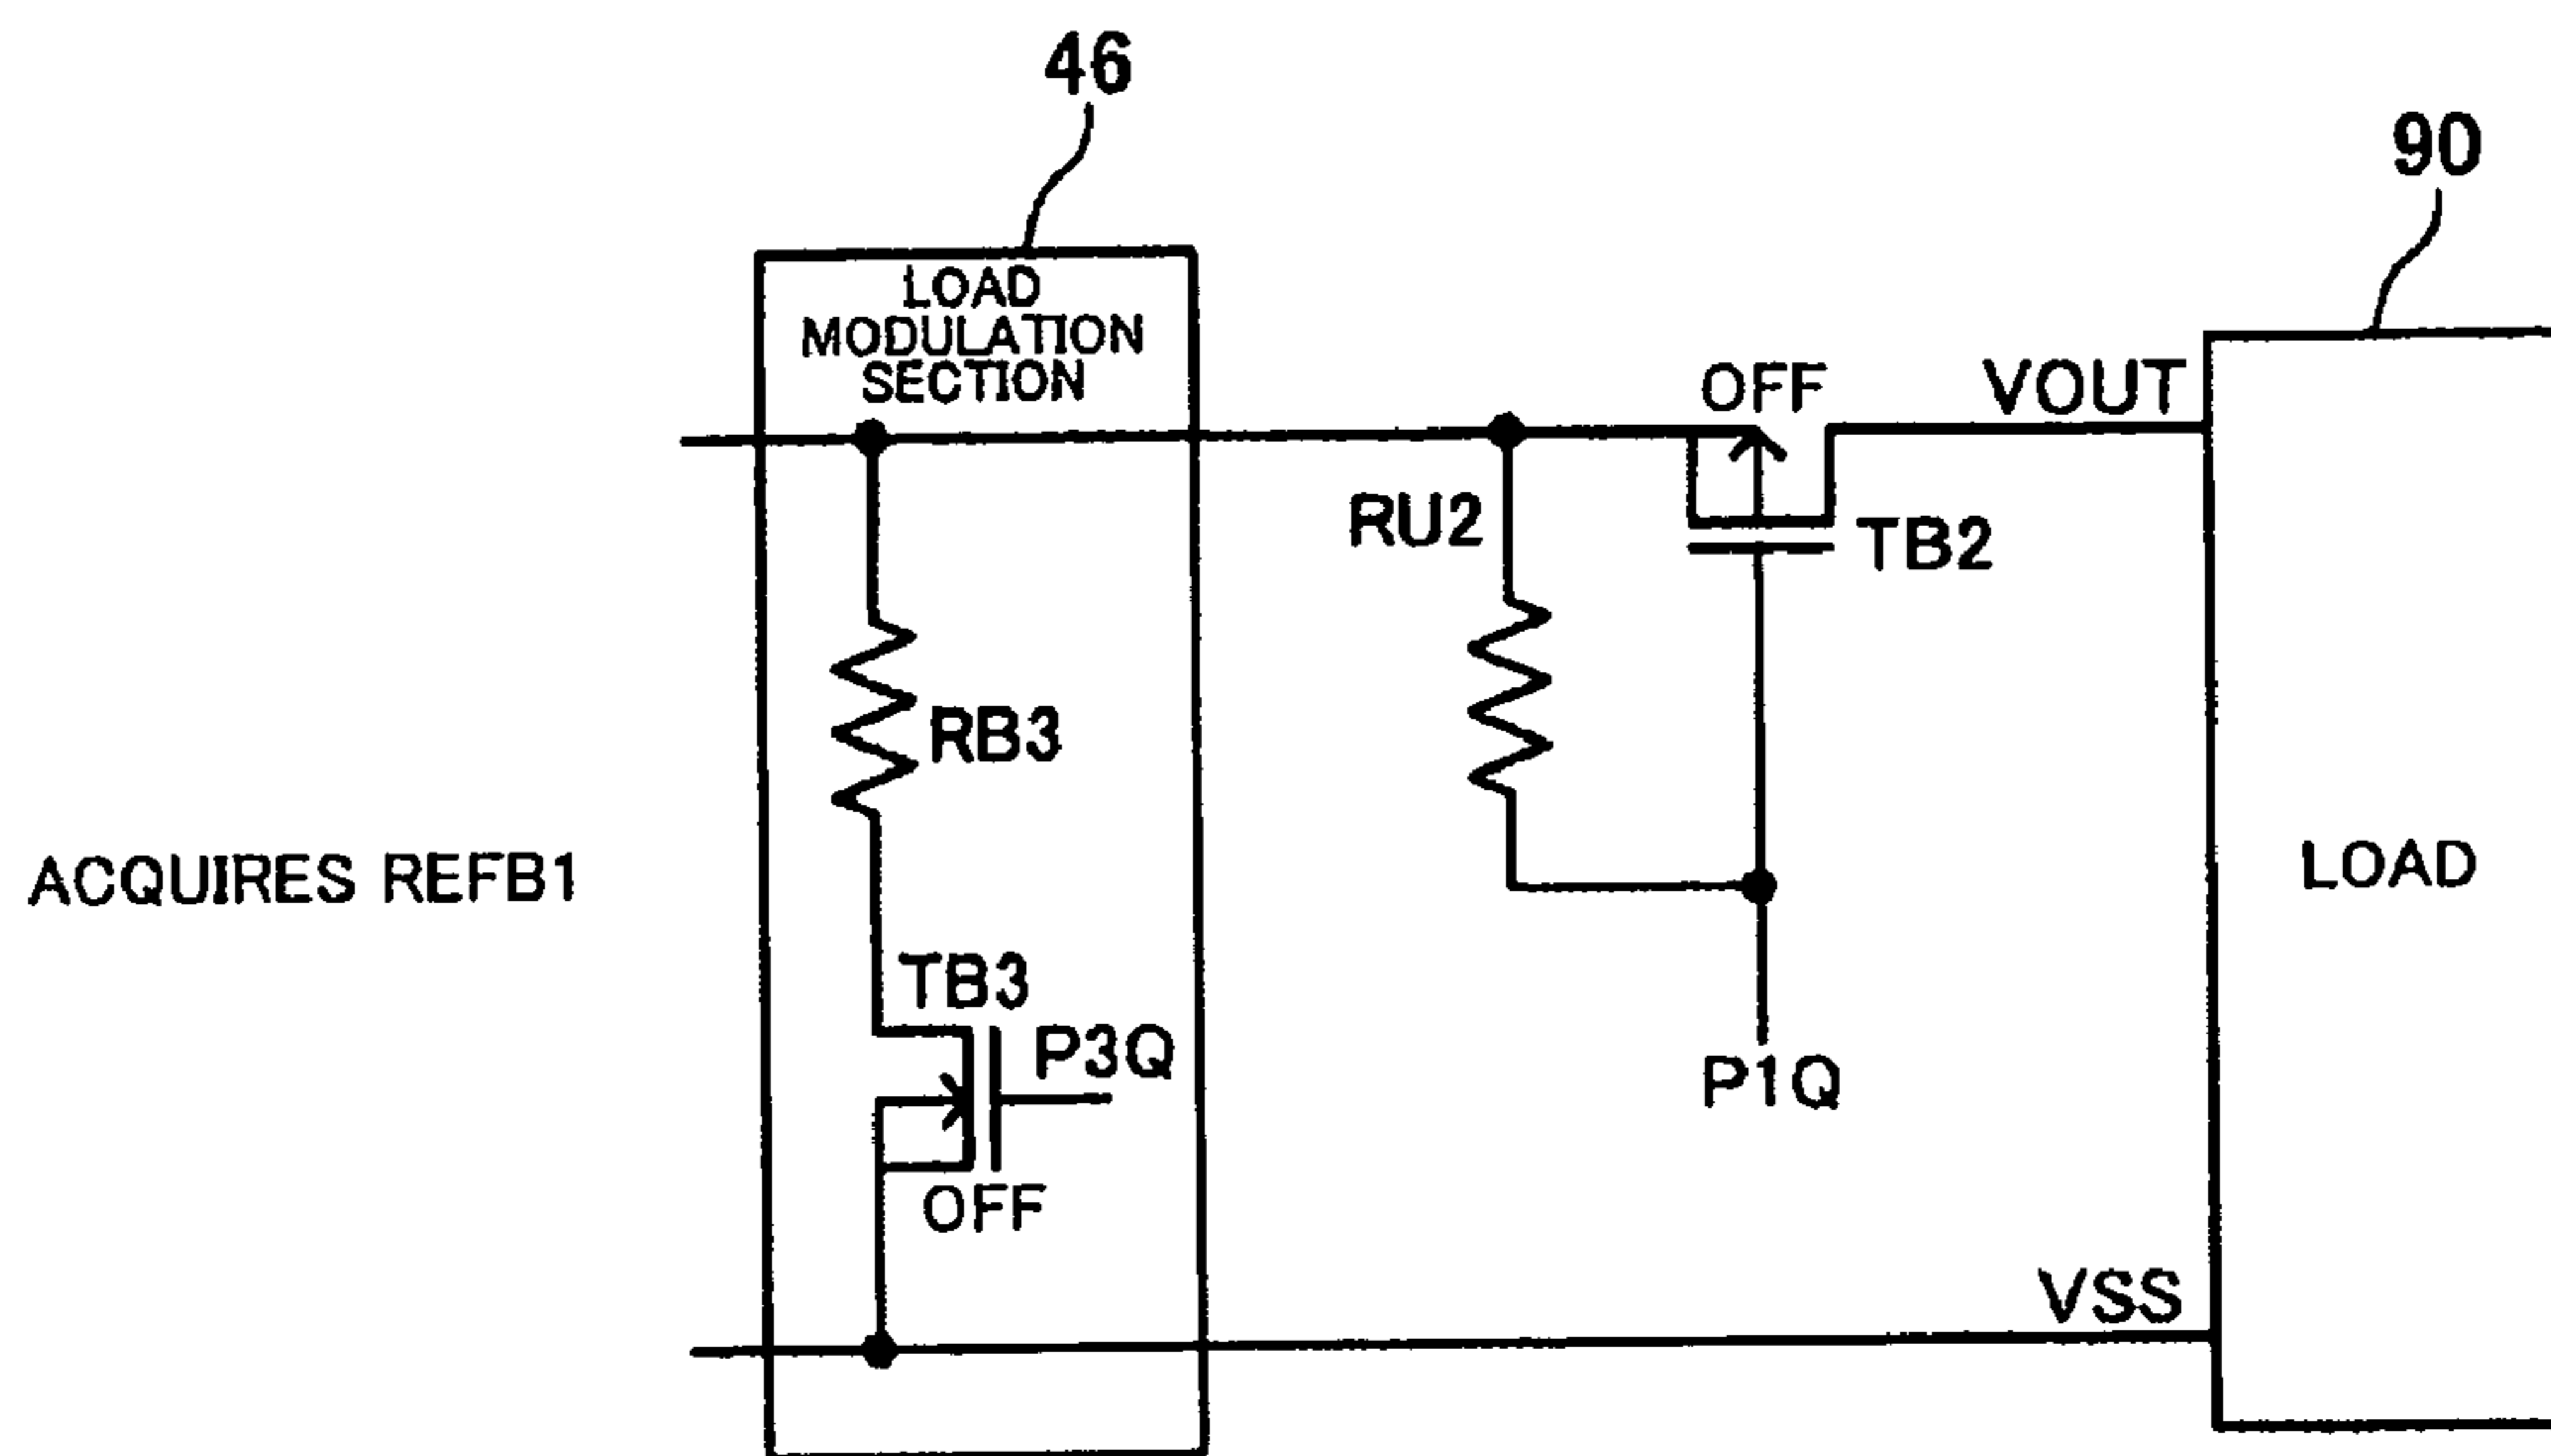 46
90
LOAD
MODULATION
SECTION
OFF
VOUT
RU2
TB2
RB3
ACQUIRES REFB1
LOAD
TB3
P3Q
P1Q
OFF
VSS